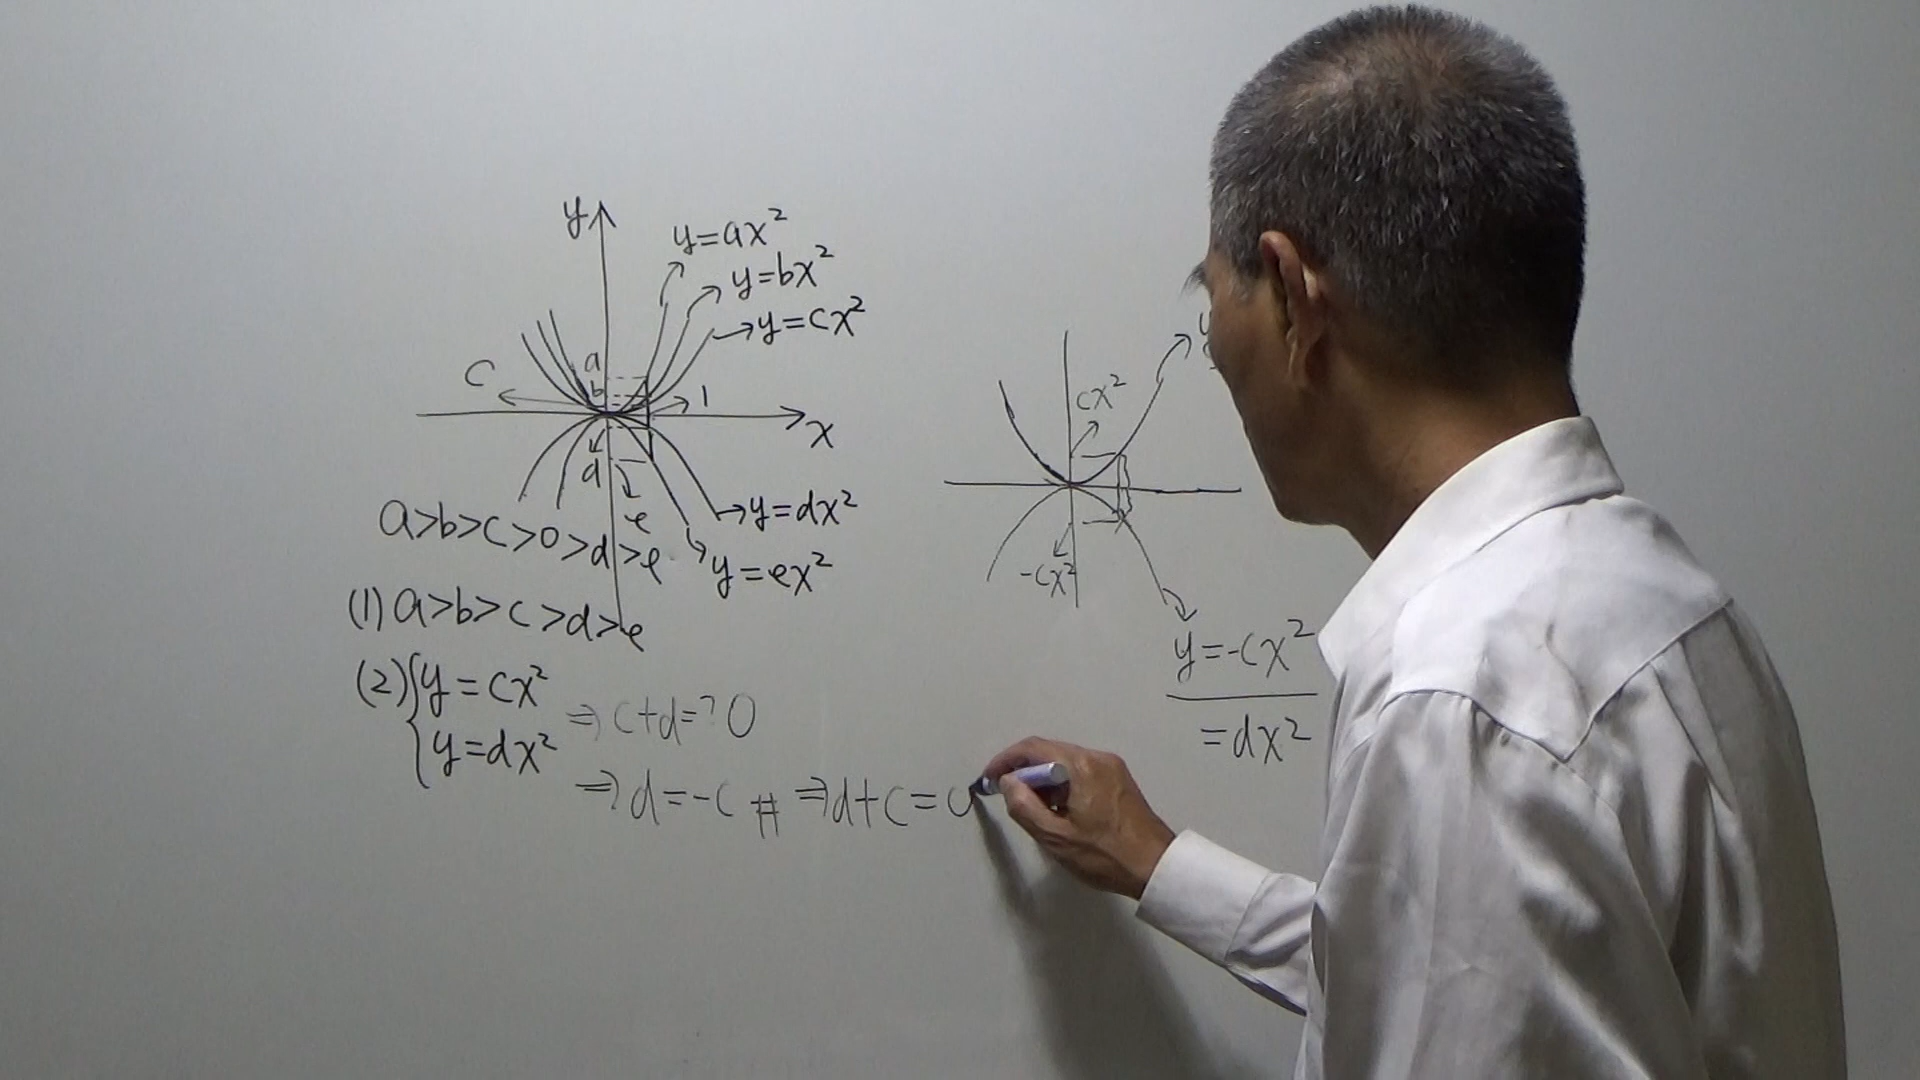 y
y=ax²
y=bx²
y=cx²
a
b
c
1
x
d
e
y=dx²
y=ex²
a>b>c>0>d>e
(1) a>b>c>d>e
(2) y=cx²
y=dx²
⇒ c+d=? 0
⇒ d=-c # ⇒ d+c=0
cx²
-cx²
y=-cx²
=dx²